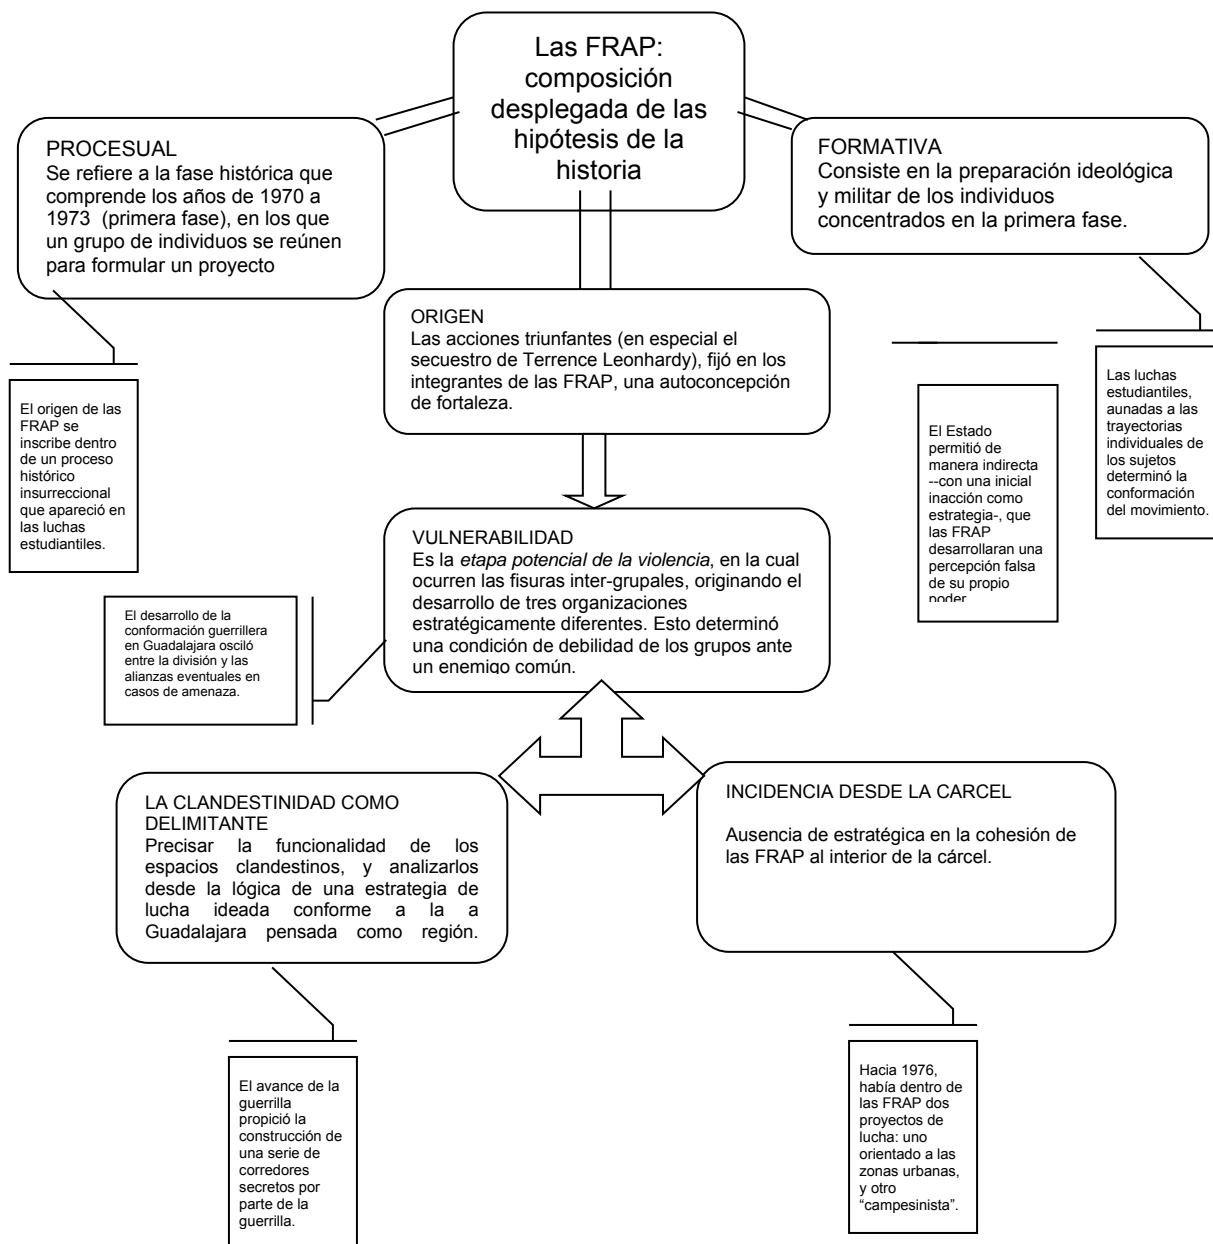 Las FRAP:
composición
desplegada de las
hipótesis de la
historia
PROCESUAL
Se refiere a la fase histórica que
comprende los años de 1970 a
1973 (primera fase), en los que
un grupo de individuos se reúnen
para formular un proyecto
FORMATIVA
Consiste en la preparación ideológica
y militar de los individuos
concentrados en la primera fase.
ORIGEN
Las acciones triunfantes (en especial el
secuestro de Terrence Leonhardy), fijó en los
integrantes de las FRAP, una autoconcepción
de fortaleza.
El origen de las
FRAP se
inscribe dentro
de un proceso
histórico
insurreccional
que apareció en
las luchas
estudiantiles.
El Estado
permitió de
manera indirecta
--con una inicial
inacción como
estrategia-, que
las FRAP
desarrollaran una
percepción falsa
de su propio
poder
Las luchas
estudiantiles,
aunadas a las
trayectorias
individuales de
los sujetos
determinó la
conformación
del movimiento.
VULNERABILIDAD
Es la etapa potencial de la violencia, en la cual
ocurren las fisuras inter-grupales, originando el
desarrollo de tres organizaciones
estratégicamente diferentes. Esto determinó
una condición de debilidad de los grupos ante
un enemigo común.
El desarrollo de la
conformación guerrillera
en Guadalajara osciló
entre la división y las
alianzas eventuales en
casos de amenaza.
LA CLANDESTINIDAD COMO
DELIMITANTE
Precisar la funcionalidad de los
espacios clandestinos, y analizarlos
desde la lógica de una estrategia de
lucha ideada conforme a la a
Guadalajara pensada como región.
INCIDENCIA DESDE LA CARCEL
Ausencia de estratégica en la cohesión de
las FRAP al interior de la cárcel.
El avance de la
guerrilla
propició la
construcción de
una serie de
corredores
secretos por
parte de la
guerrilla.
Hacia 1976,
había dentro de
las FRAP dos
proyectos de
lucha: uno
orientado a las
zonas urbanas,
y otro
“campesinista”.